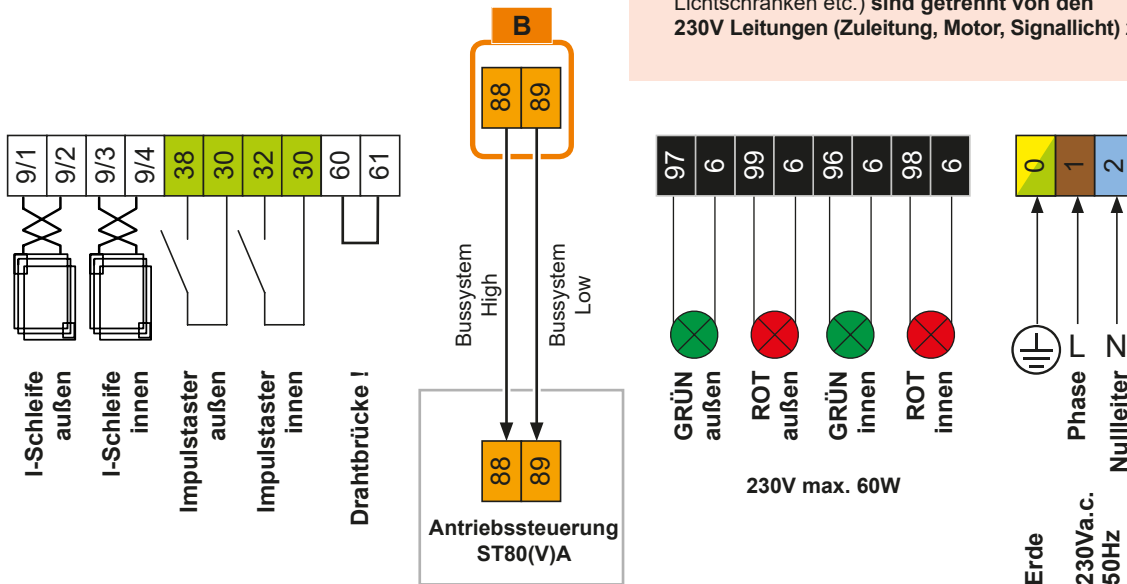 Lichtschranken etc.) sind getrennt von den
230V Leitungen (Zuleitung, Motor, Signallicht)
B
88 89
9/1 9/2 9/3 9/4 38 30 32 30 60 61
97 6 99 6 96 6 98 6
0 1 2
Bussystem
High
Bussystem
Low
I-Schleife
außen
I-Schleife
innen
Impulstaster
außen
Impulstaster
innen
Drahtbrücke !
88 89
Antriebssteuerung
ST80(V)A
GRÜN
außen
ROT
außen
GRÜN
innen
ROT
innen
230V max. 60W
L N
Phase
Nullleiter
Erde
230Va.c.
50Hz